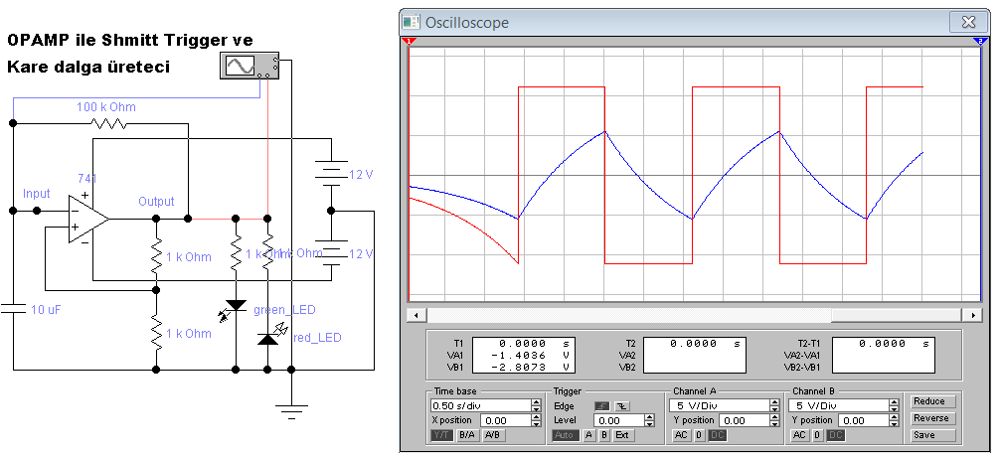 OPAMP ile Shmitt Trigger ve
Kare dalga üreteci
100 k Ohm
741
Input
Output
12 V
12 V
1 k Ohm
1 k Ohm
1 k Ohm
1 k Ohm
10 uF
green_LED
red_LED
Oscilloscope
1
T1 0.0000 s
VA1 -1.4036 V
VB1 -2.8073 V
T2 0.0000 s
VA2
VB2
T2-T1 0.0000 s
VA2-VA1
VB2-VB1
Time base
0.50 s/div
X position 0.00
Y/T B/A A/B
Trigger
Edge
Level 0.00
Auto A B Ext
Channel A
5 V/Div
Y position 0.00
AC 0 DC
Channel B
5 V/Div
Y position 0.00
AC 0 DC
Reduce
Reverse
Save